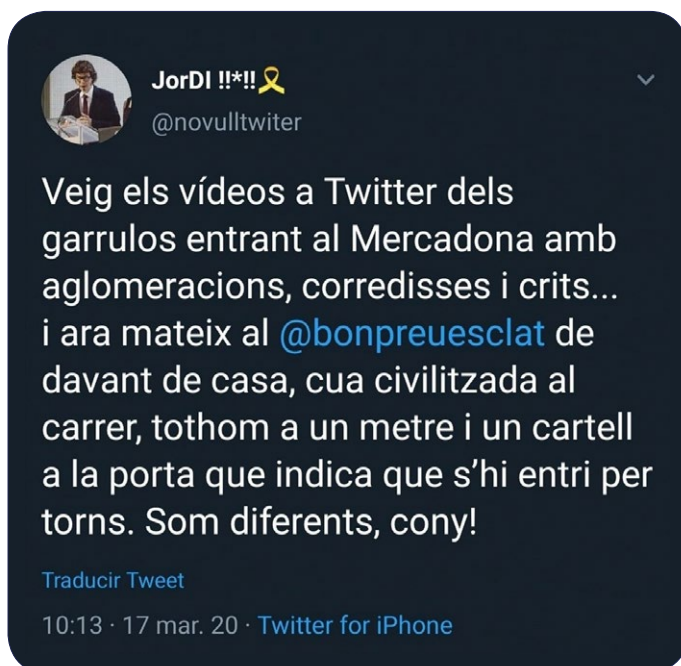 JorDI !!*!!🎗
@novulltwiter
Veig els vídeos a Twitter dels
garrulos entrant al Mercadona amb
aglomeracions, corredisses i crits...
i ara mateix al @bonpreuesclat de
davant de casa, cua civilitzada al
carrer, tothom a un metre i un cartell
a la porta que indica que s’hi entri per
torns. Som diferents, cony!
Traducir Tweet
10:13 · 17 mar. 20 · Twitter for iPhone